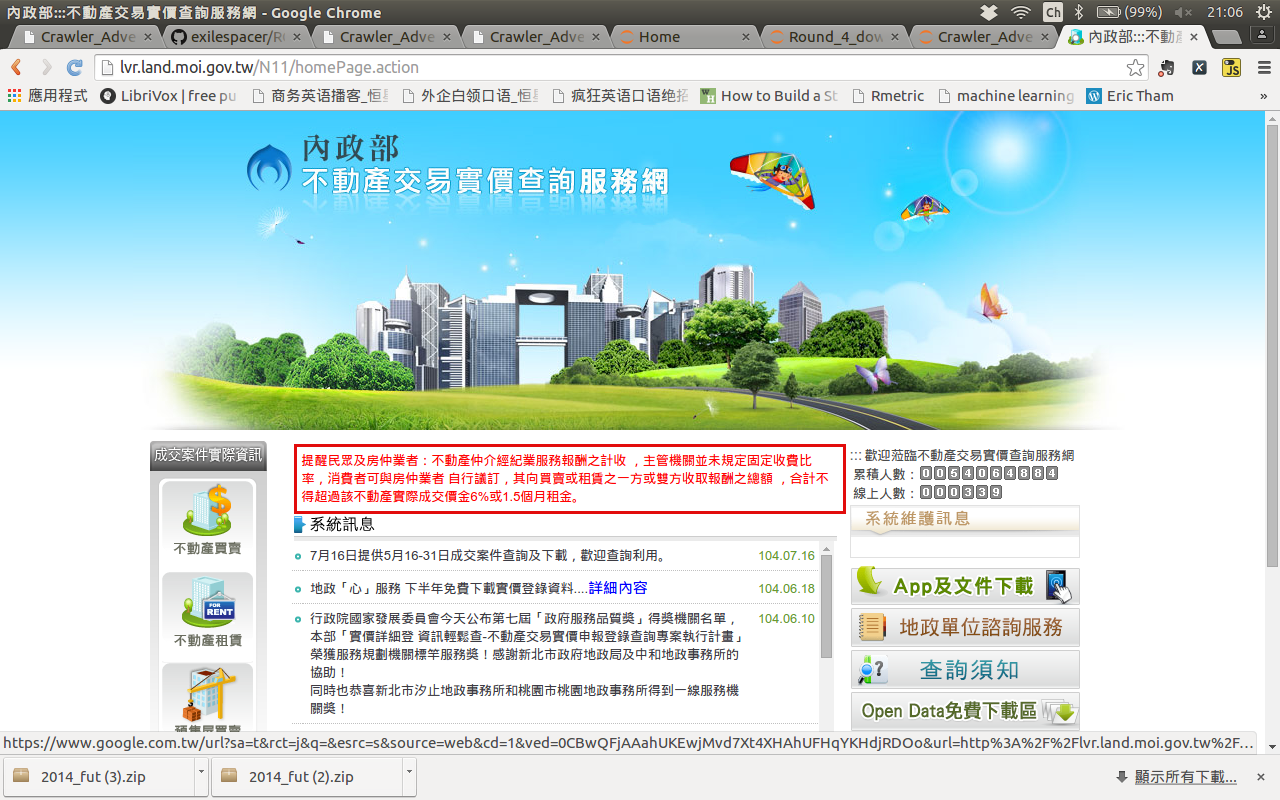 內政部:::不動產交易實價查詢服務網 - Google Chrome
Ch
(99%)
21:06
Crawler_Adve
exilespacer/R
Crawler_Adve
Crawler_Adve
Home
Round_4_dow
Crawler_Adve
內政部:::不動
lvr.land.moi.gov.tw/N11/homePage.action
X
JS
應用程式
LibriVox | free pu
商务英语播客_恒
外企白领口语_恒
疯狂英语口语绝
How to Build a St
Rmetric
machine learning
Eric Tham
»
內政部
不動產交易實價查詢服務網
成交案件實際資訊
不動產買賣
FOR
RENT
不動產租賃
預售屋買賣
提醒民眾及房仲業者：不動產仲介經紀業服務報酬之計收 ，主管機關並未規定固定收費比
率，消費者可與房仲業者 自行議訂，其向買賣或租賃之一方或雙方收取報酬之總額 ，合計不
得超過該不動產實際成交價金6%或1.5個月租金。
系統訊息
7月16日提供5月16-31日成交案件查詢及下載，歡迎查詢利用。
104.07.16
地政「心」服務 下半年免費下載實價登錄資料....詳細內容
104.06.18
行政院國家發展委員會今天公布第七屆「政府服務品質獎」得獎機關名單，
104.06.10
本部「實價詳細登 資訊輕鬆查-不動產交易實價申報登錄查詢專案執行計畫」
榮獲服務規劃機關標竿服務獎！感謝新北市政府地政局及中和地政事務所的
協助！
同時也恭喜新北市汐止地政事務所和桃園市桃園地政事務所得到一線服務機
關獎！
::: 歡迎蒞臨不動產交易實價查詢服務網
累積人數：0054064884
線上人數：000339
系統維護訊息
App及文件下載
地政單位諮詢服務
查詢須知
Open Data免費下載區
https://www.google.com.tw/url?sa=t&rct=j&q=&esrc=s&source=web&cd=1&ved=0CBwQFjAAahUKEwjMvd7Xt4XHAhUFHqYKHdjRDOo&url=http%3A%2F%2Flvr.land.moi.gov.tw%2F...
2014_fut (3).zip
2014_fut (2).zip
顯示所有下載...